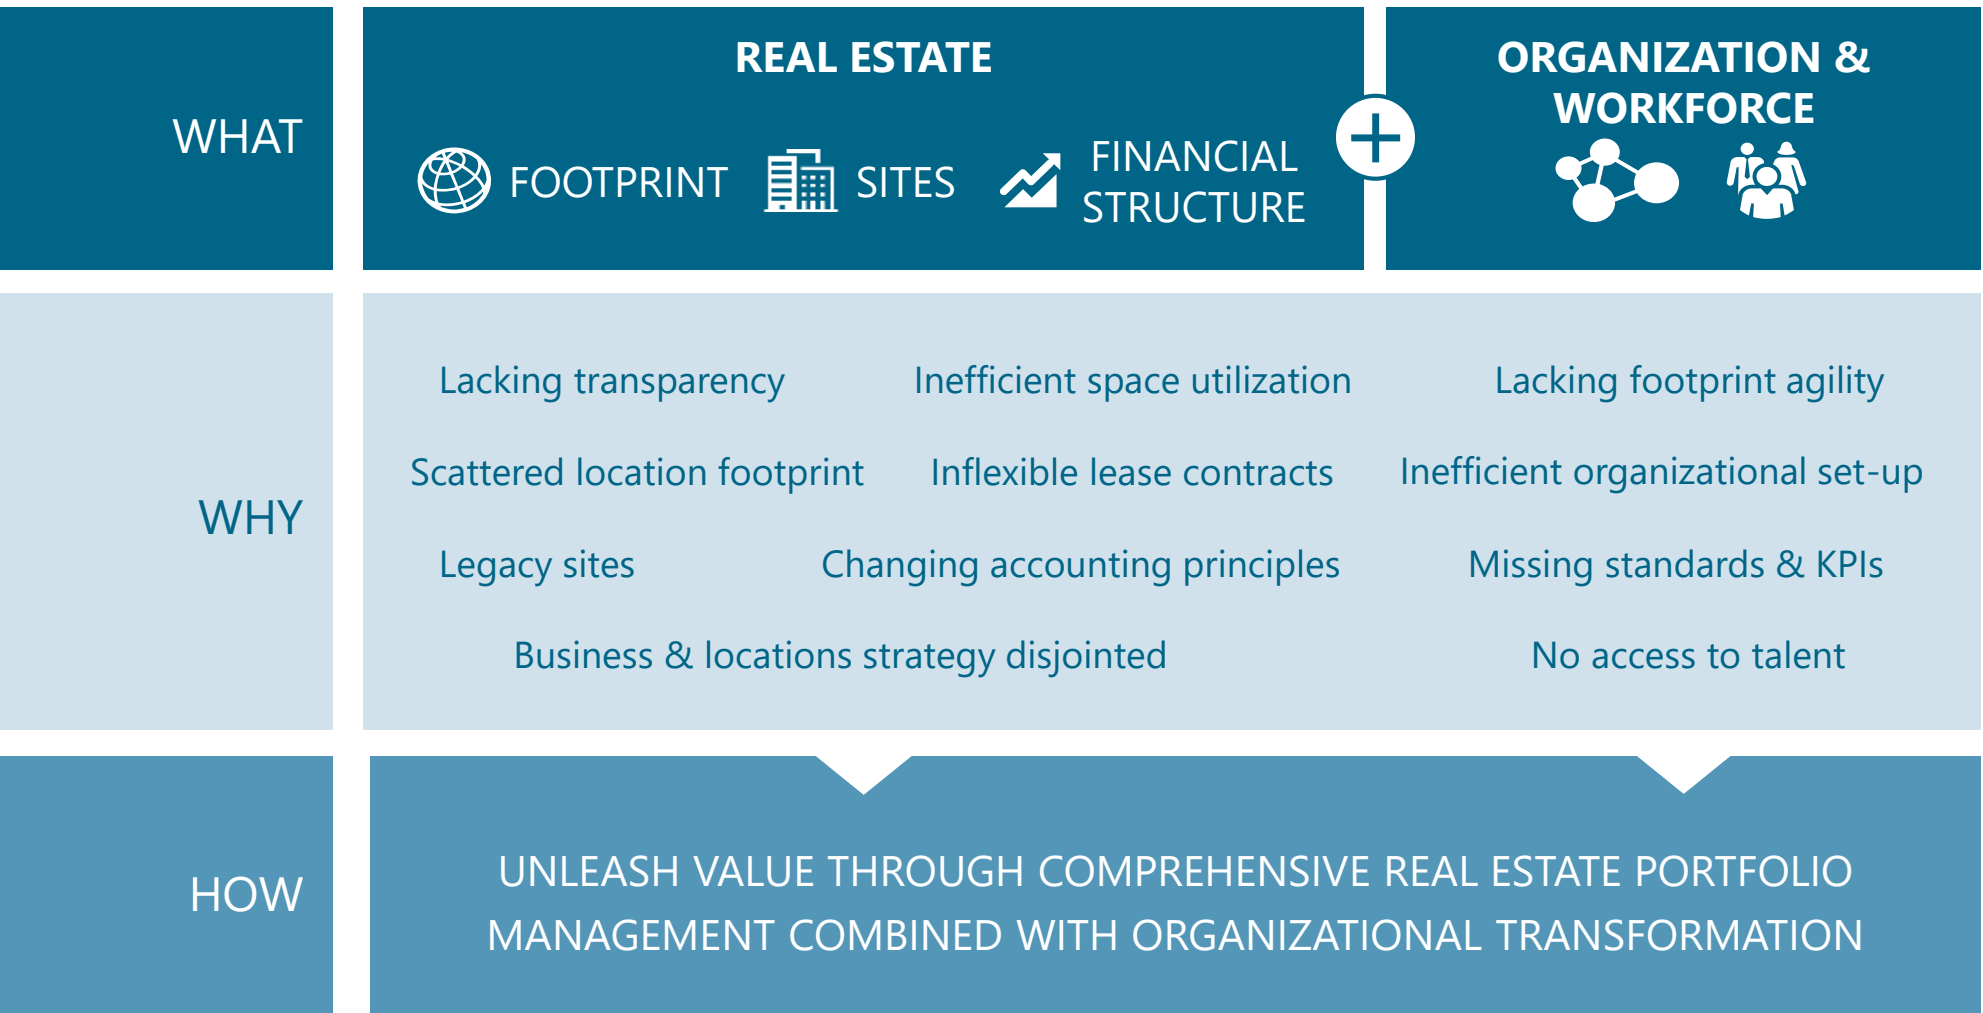 WHAT
REAL ESTATE
FOOTPRINT
SITES
FINANCIAL
STRUCTURE
ORGANIZATION &
WORKFORCE
WHY
Lacking transparency
Inefficient space utilization
Lacking footprint agility
Scattered location footprint
Inflexible lease contracts
Inefficient organizational set-up
Legacy sites
Changing accounting principles
Missing standards & KPIs
Business & locations strategy disjointed
No access to talent
HOW
UNLEASH VALUE THROUGH COMPREHENSIVE REAL ESTATE PORTFOLIO
MANAGEMENT COMBINED WITH ORGANIZATIONAL TRANSFORMATION